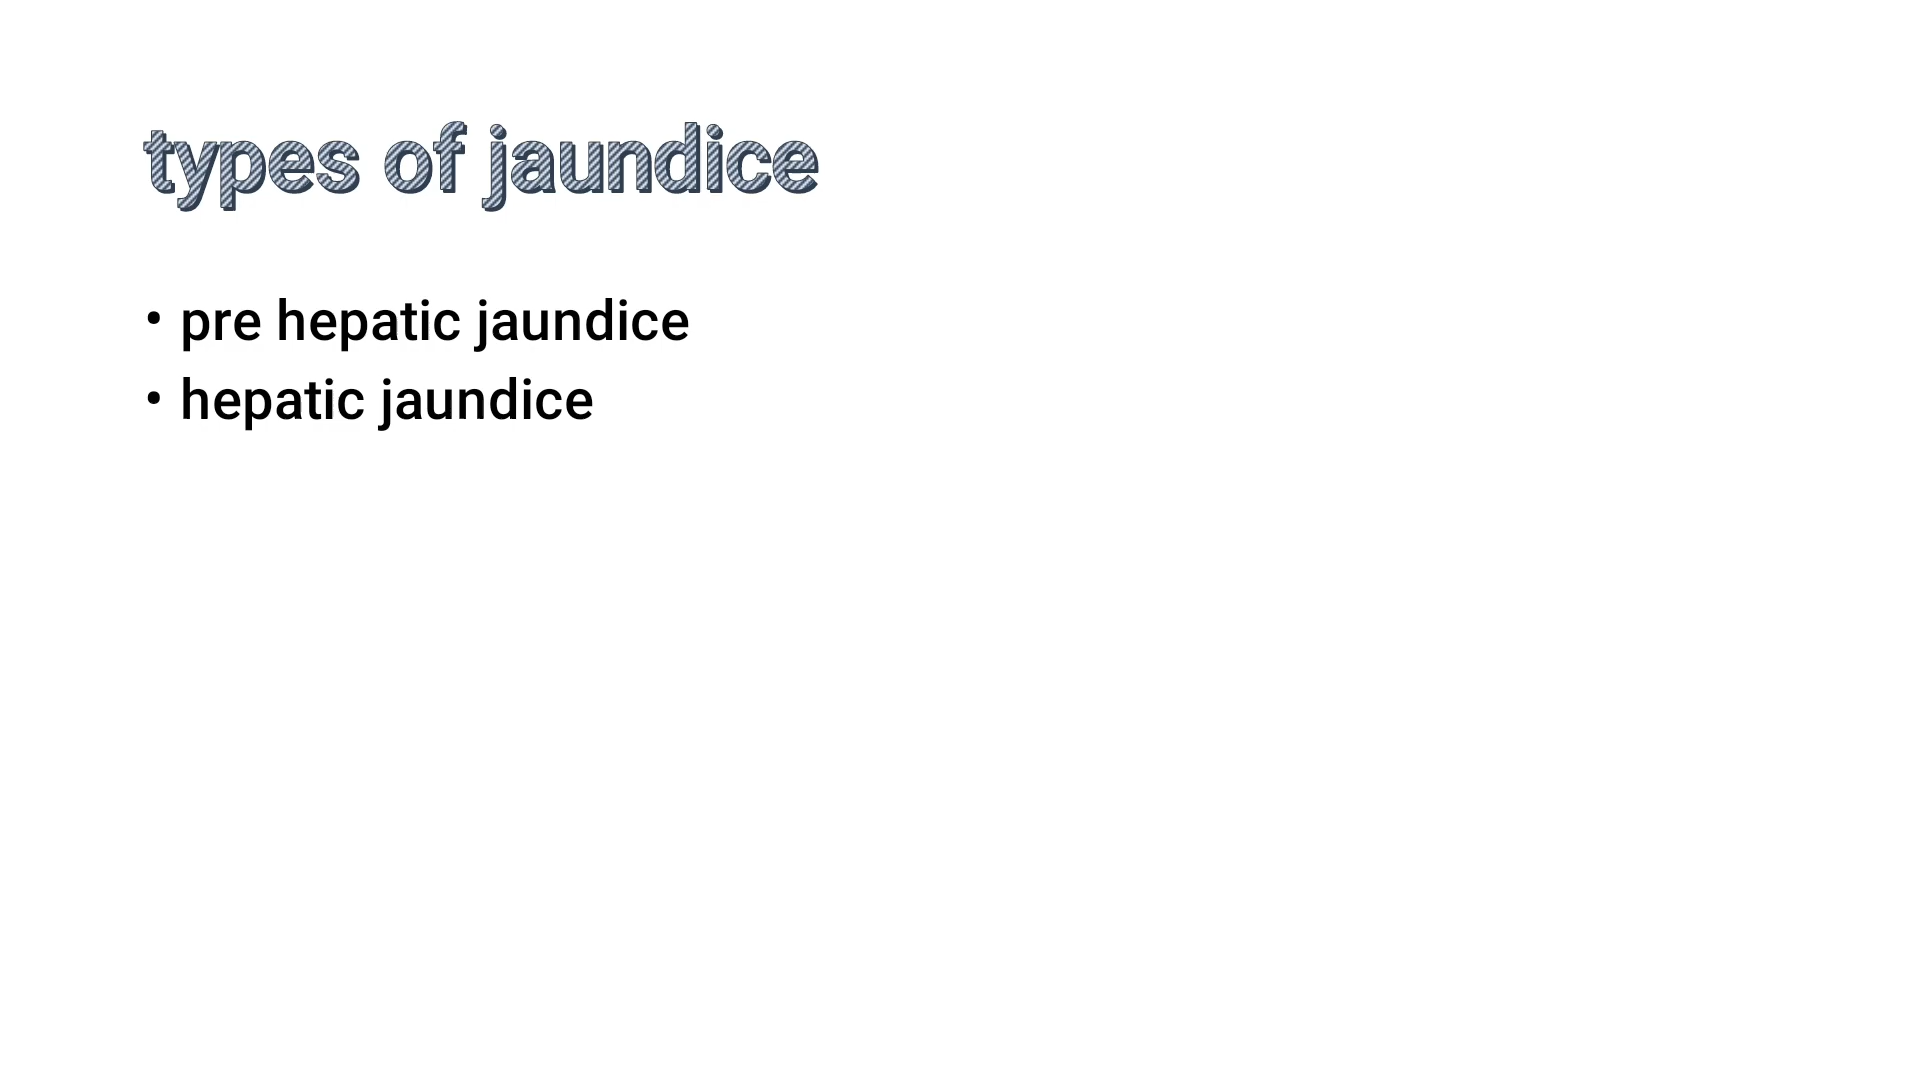 types of jaundice
• pre hepatic jaundice
• hepatic jaundice